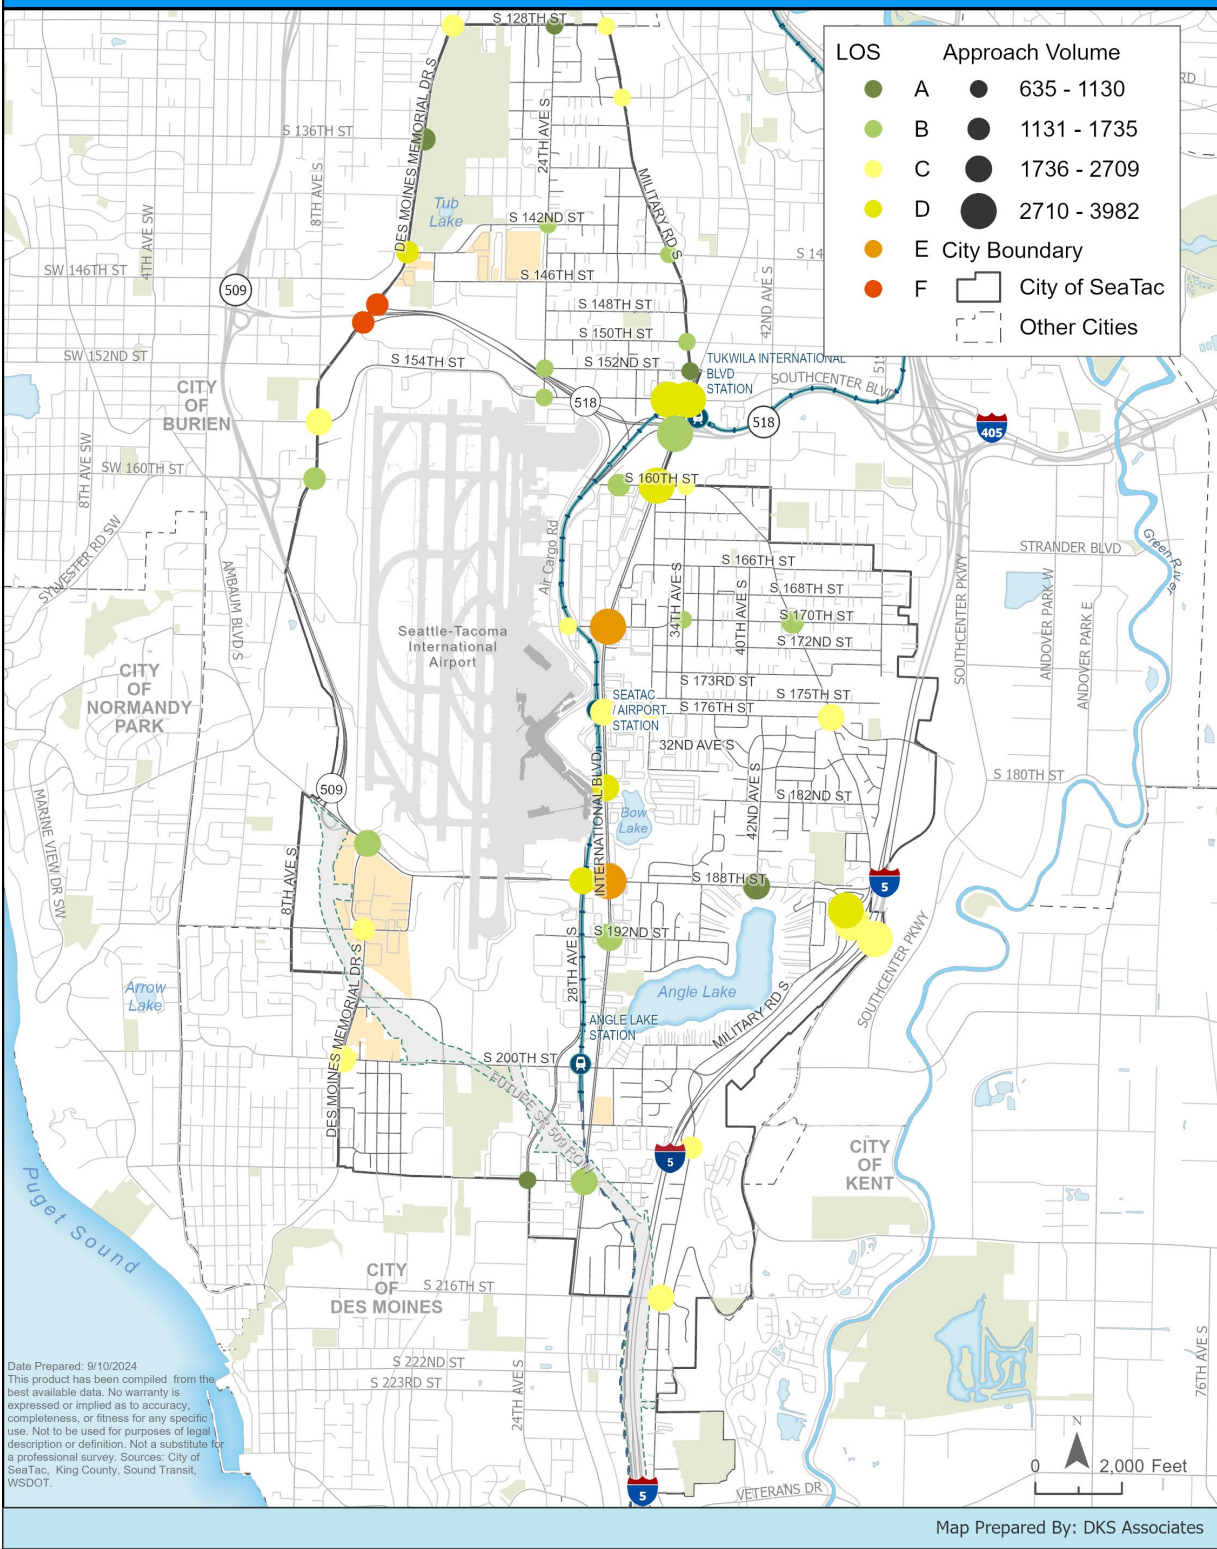 S 128TH ST
LOS
Approach Volume
A
635 - 1130
B
1131 - 1735
C
1736 - 2709
D
2710 - 3982
E
City Boundary
F
City of SeaTac
Other Cities
RD
DES MOINES MEMORIAL DR S
24TH AVE S
S 136TH ST
8TH AVE S
MILITARY RD S
4TH AVE SW
Tub
Lake
S 142ND ST
S 14
SW 146TH ST
S 146TH ST
42ND AVE S
509
S 148TH ST
S 150TH ST
SW 152ND ST
S 154TH ST
S 152ND ST
TUKWILA INTERNATIONAL
BLVD
STATION
SOUTHCENTER BLV
CITY
OF
BURIEN
518
518
405
8TH AVE SW
SW 160TH ST
S 160TH ST
SYLVESTER RD SW
Air Cargo Rd
STRANDER BLVD
Green River
S 166TH ST
AMBAUM BLVD S
34TH AVE S
40TH AVE S
S 168TH ST
SOUTHCENTER PKWY
ANDOVER PARK W
ANDOVER PARK E
S 170TH ST
Seattle-Tacoma
International
Airport
S 172ND ST
CITY
OF
NORMANDY
PARK
S 173RD ST
SEATAC
/ AIRPORT
STATION
S 175TH ST
S 176TH ST
32ND AVE S
INTERNATIONAL BLVD
42ND AVE S
S 180TH ST
509
S 182ND ST
MARINE VIEW DR SW
Bow
Lake
8TH AVE S
S 188TH ST
5
28TH AVE S
S 192ND ST
SOUTHCENTER PKWY
Arrow
Lake
DES MOINES MEMORIAL DR S
Angle Lake
MILITARY RD S
ANGLE LAKE
STATION
S 200TH ST
FUTURE SR 509 ROW
5
CITY
OF
KENT
Puget Sound
CITY
OF
DES MOINES
S 216TH ST
S 222ND ST
S 223RD ST
24TH AVE S
76TH AVE S
Date Prepared: 9/10/2024
This product has been compiled from the
best available data. No warranty is
expressed or implied as to accuracy,
completeness, or fitness for any specific
use. Not to be used for purposes of legal
description or definition. Not a substitute for
a professional survey. Sources: City of
SeaTac, King County, Sound Transit,
WSDOT.
N
0
2,000 Feet
5
VETERANS DR
Map Prepared By: DKS Associates